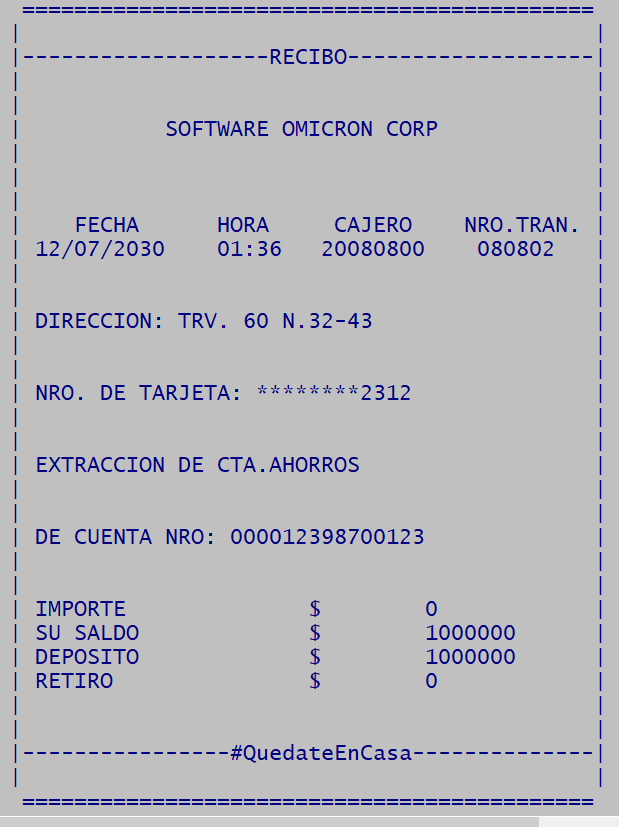 ============================================
|                                            |
|-------------------RECIBO-------------------|
SOFTWARE OMICRON CORP
FECHA HORA CAJERO NRO.TRAN.
12/07/2030 01:36 20080800 080802
DIRECCION: TRV. 60 N.32-43
NRO. DE TARJETA: ********2312
EXTRACCION DE CTA.AHORROS
DE CUENTA NRO: 000012398700123
IMPORTE $ 0
SU SALDO $ 1000000
DEPOSITO $ 1000000
RETIRO $ 0
|----------------#QuedateEnCasa--------------|
============================================